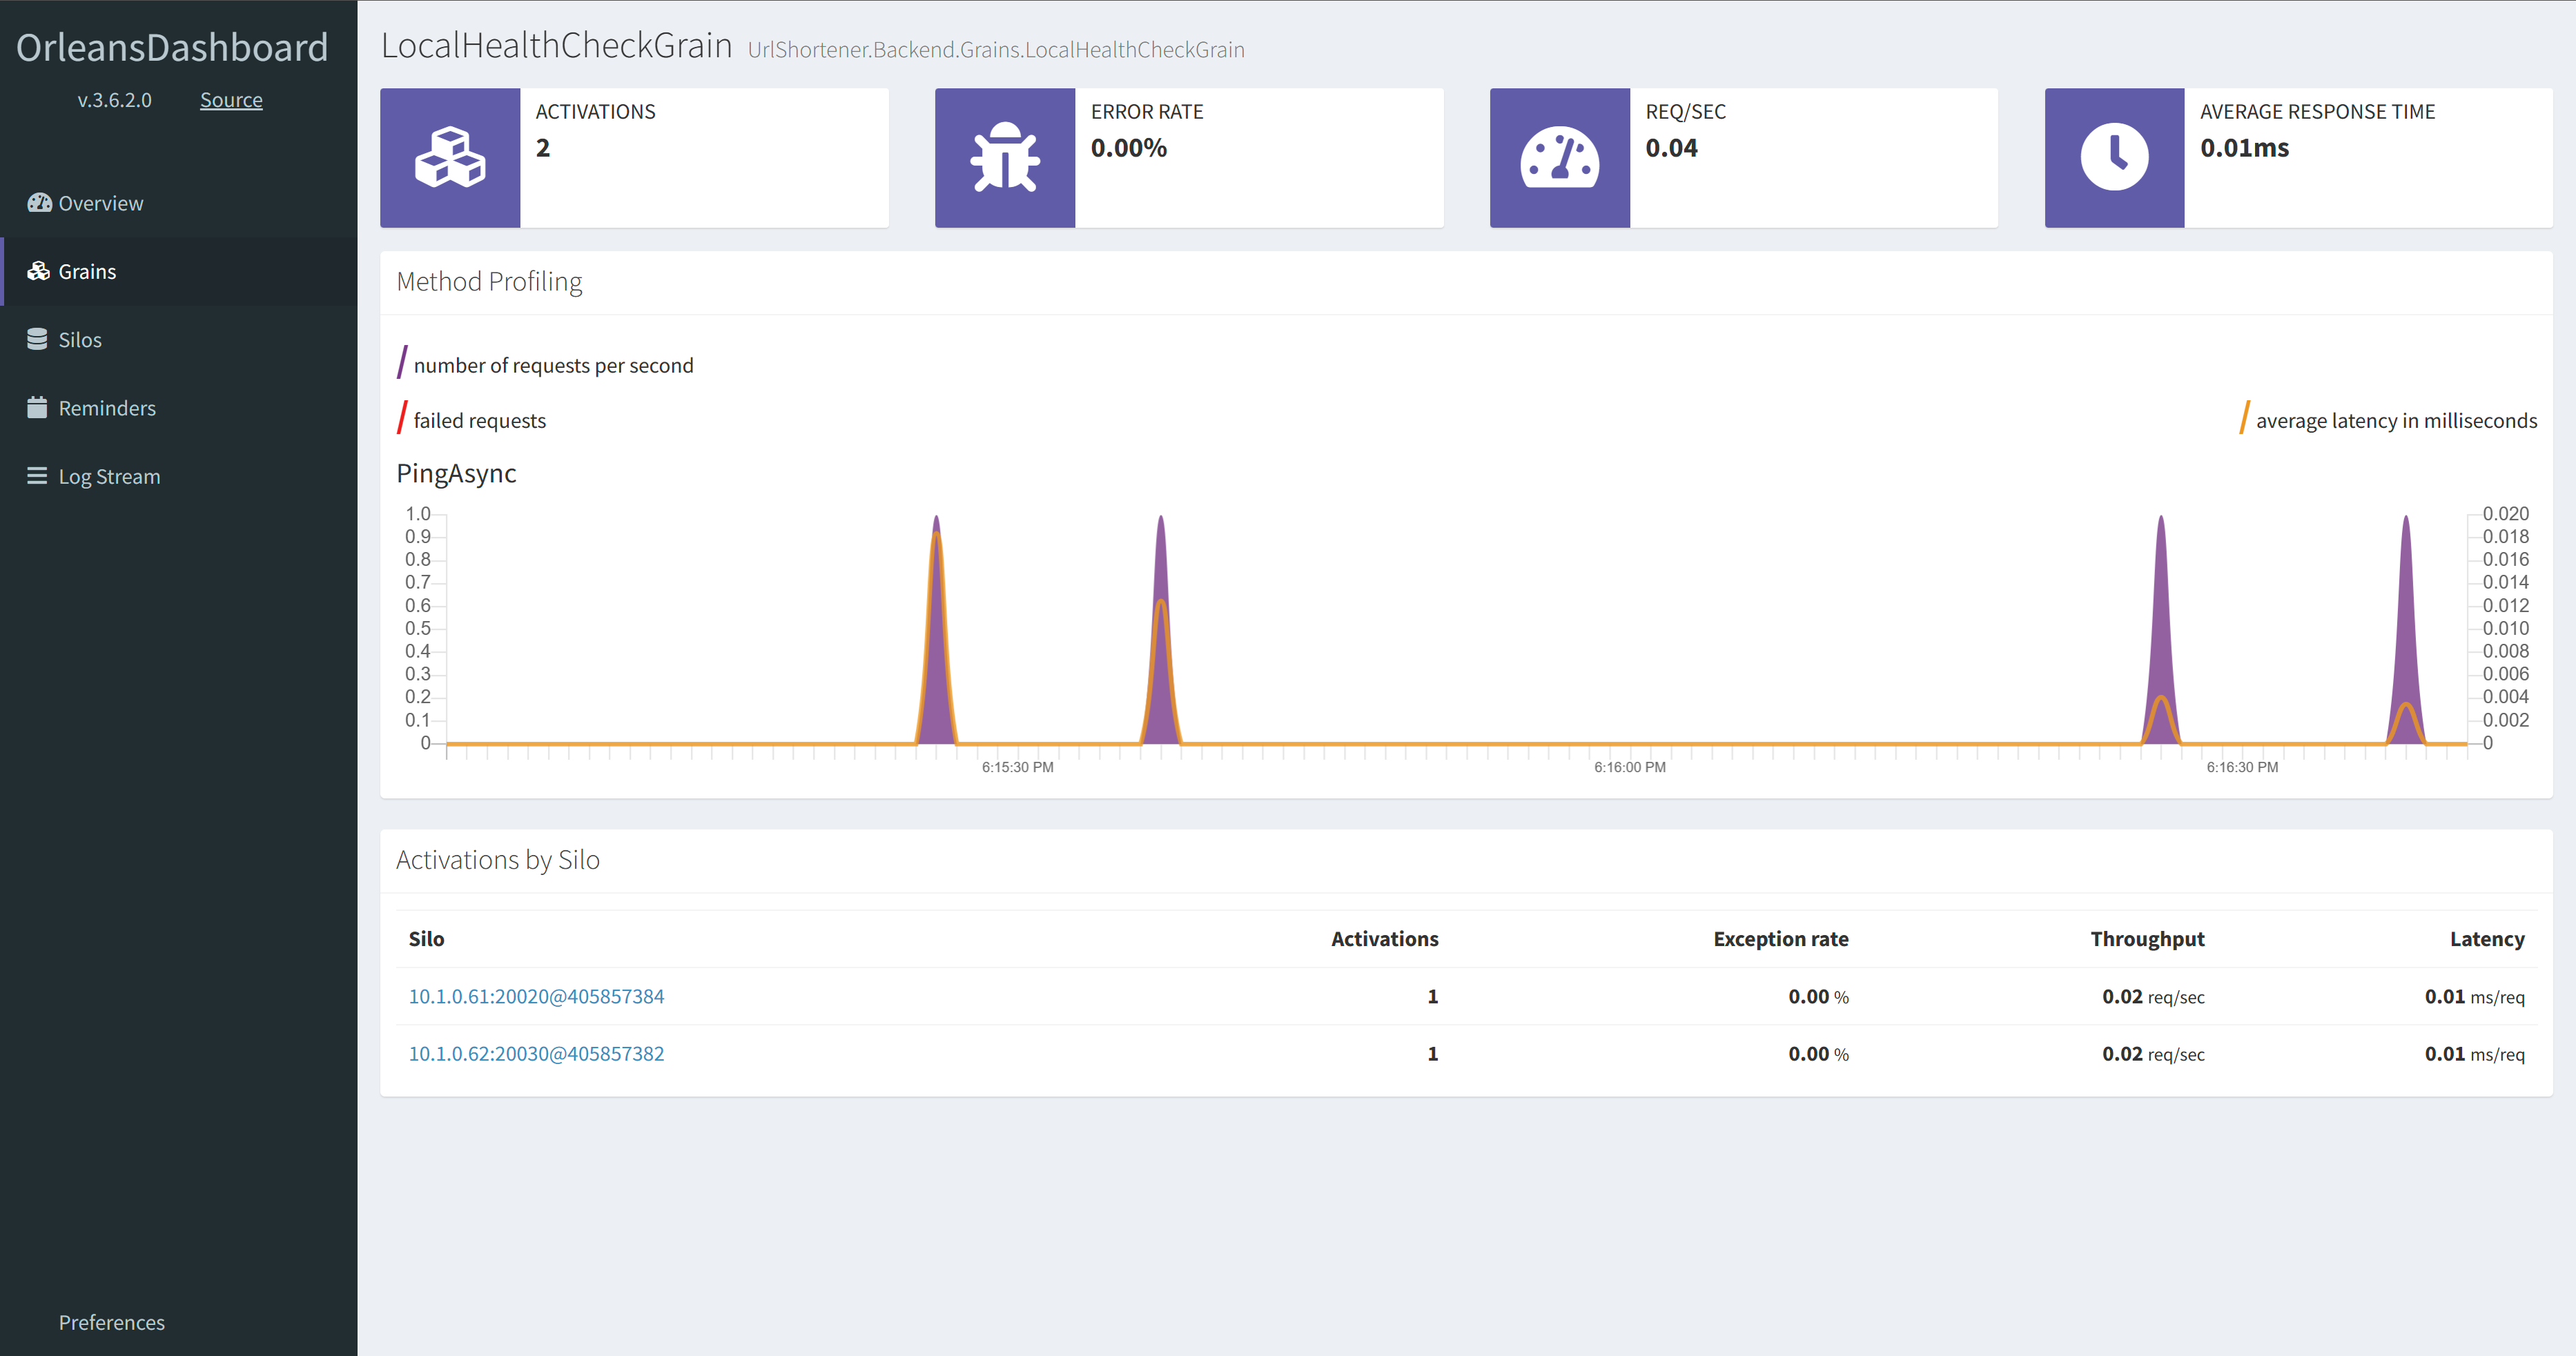 OrleansDashboard
v.3.6.2.0 Source
Overview
Grains
Silos
Reminders
Log Stream
Preferences
LocalHealthCheckGrain UrlShortener.Backend.Grains.LocalHealthCheckGrain
ACTIVATIONS
2
ERROR RATE
0.00%
REQ/SEC
0.04
AVERAGE RESPONSE TIME
0.01ms
Method Profiling
number of requests per second
failed requests
average latency in milliseconds
PingAsync
1.0
0.9
0.8
0.7
0.6
0.5
0.4
0.3
0.2
0.1
0
0.020
0.018
0.016
0.014
0.012
0.010
0.008
0.006
0.004
0.002
0
6:15:30 PM 6:16:00 PM 6:16:30 PM
Activations by Silo
Silo Activations Exception rate Throughput Latency
10.1.0.61:20020@405857384 1 0.00 % 0.02 req/sec 0.01 ms/req
10.1.0.62:20030@405857382 1 0.00 % 0.02 req/sec 0.01 ms/req